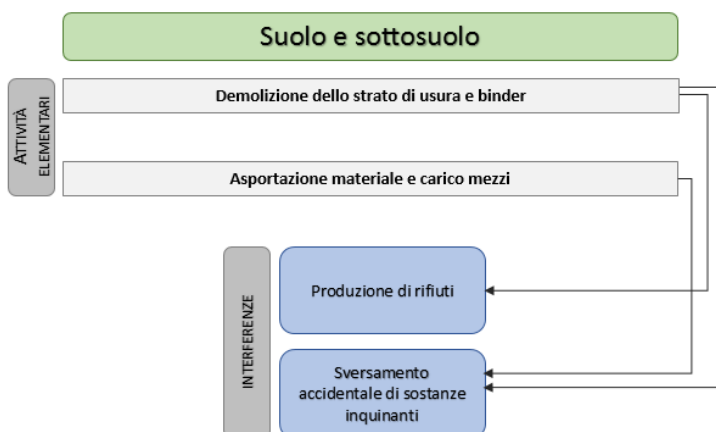 Suolo e sottosuolo
ATTIVITÀ
ELEMENTARI
Demolizione dello strato di usura e binder
Asportazione materiale e carico mezzi
INTERFERENZE
Produzione di rifiuti
Sversamento
accidentale di sostanze
inquinanti